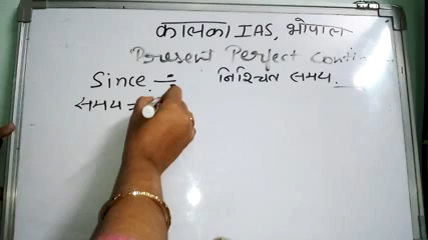 कालका IAS, भोपाल
Present Perfect Conti
Since ÷ निश्चित समय.
समय =